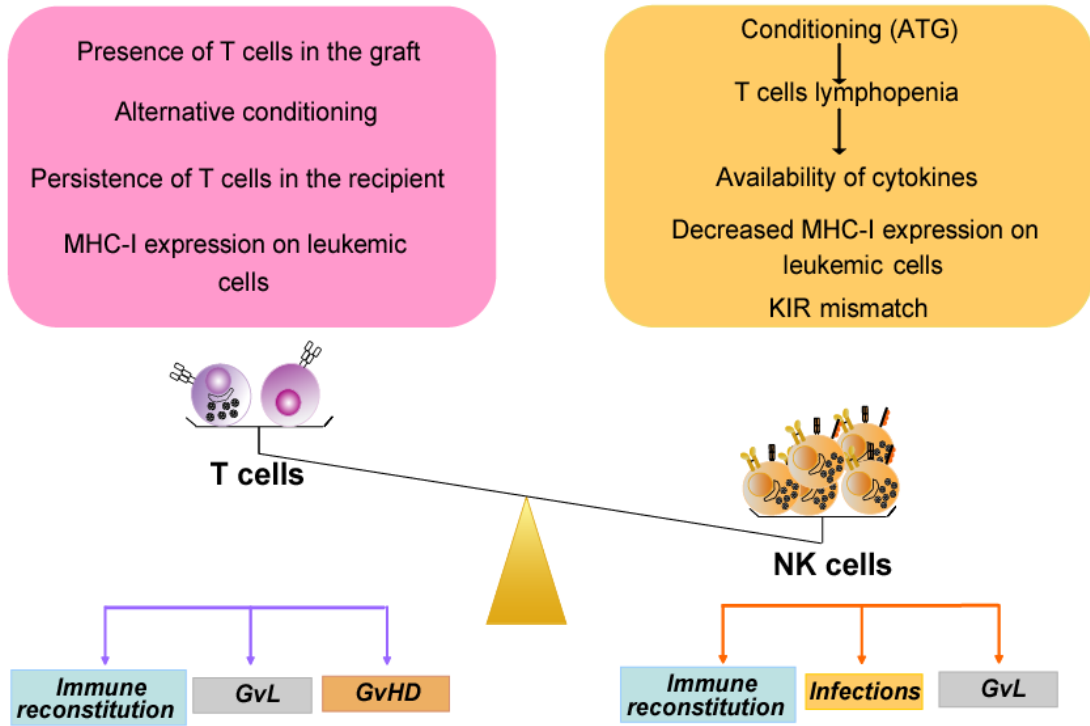 Presence of T cells in the graft
Alternative conditioning
Persistence of T cells in the recipient
MHC-I expression on leukemic
cells
Conditioning (ATG)
T cells lymphopenia
Availability of cytokines
Decreased MHC-I expression on
leukemic cells
KIR mismatch
T cells
NK cells
Immune
reconstitution
GvL
GvHD
Immune
reconstitution
Infections
GvL